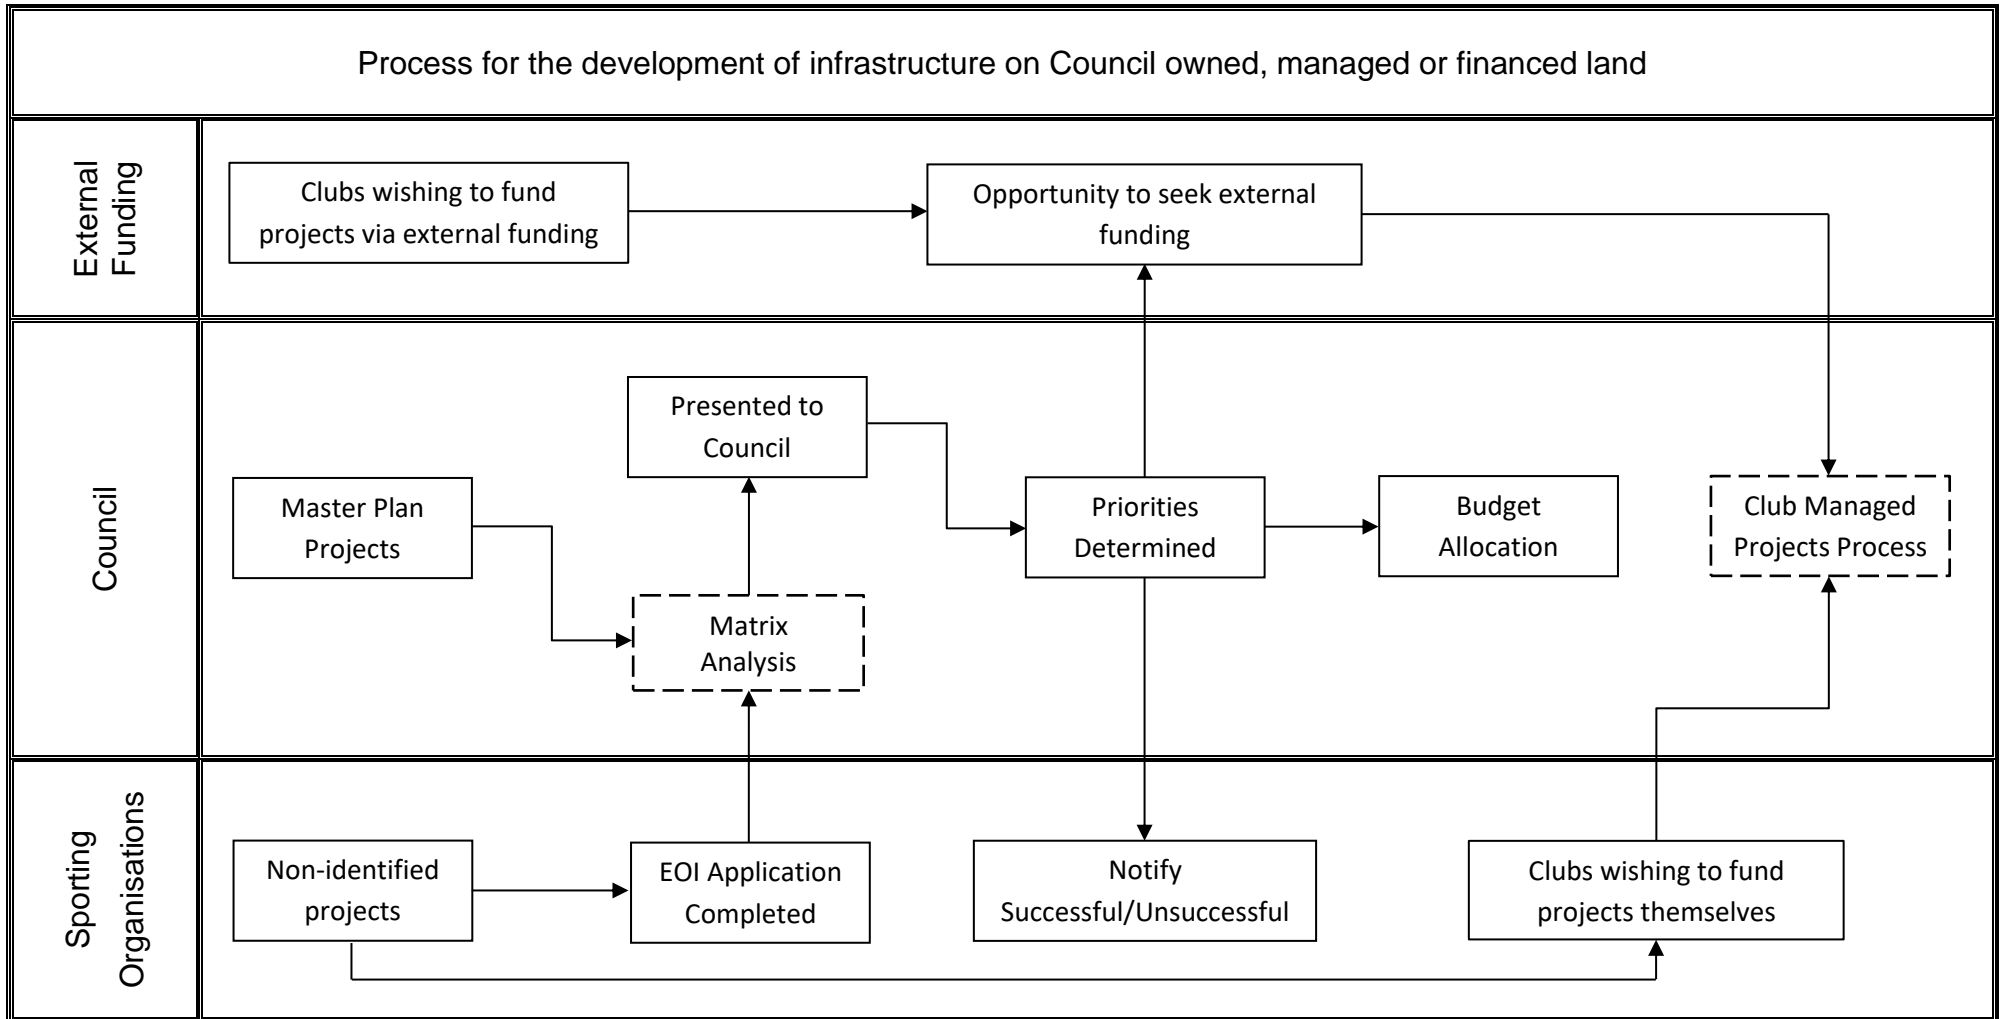 Process for the development of infrastructure on Council owned, managed or financed land
External
Funding
Clubs wishing to fund
projects via external funding
Opportunity to seek external
funding
Council
Presented to
Council
Master Plan
Projects
Matrix
Analysis
Priorities
Determined
Budget
Allocation
Club Managed
Projects Process
Sporting
Organisations
Non-identified
projects
EOI Application
Completed
Notify
Successful/Unsuccessful
Clubs wishing to fund
projects themselves